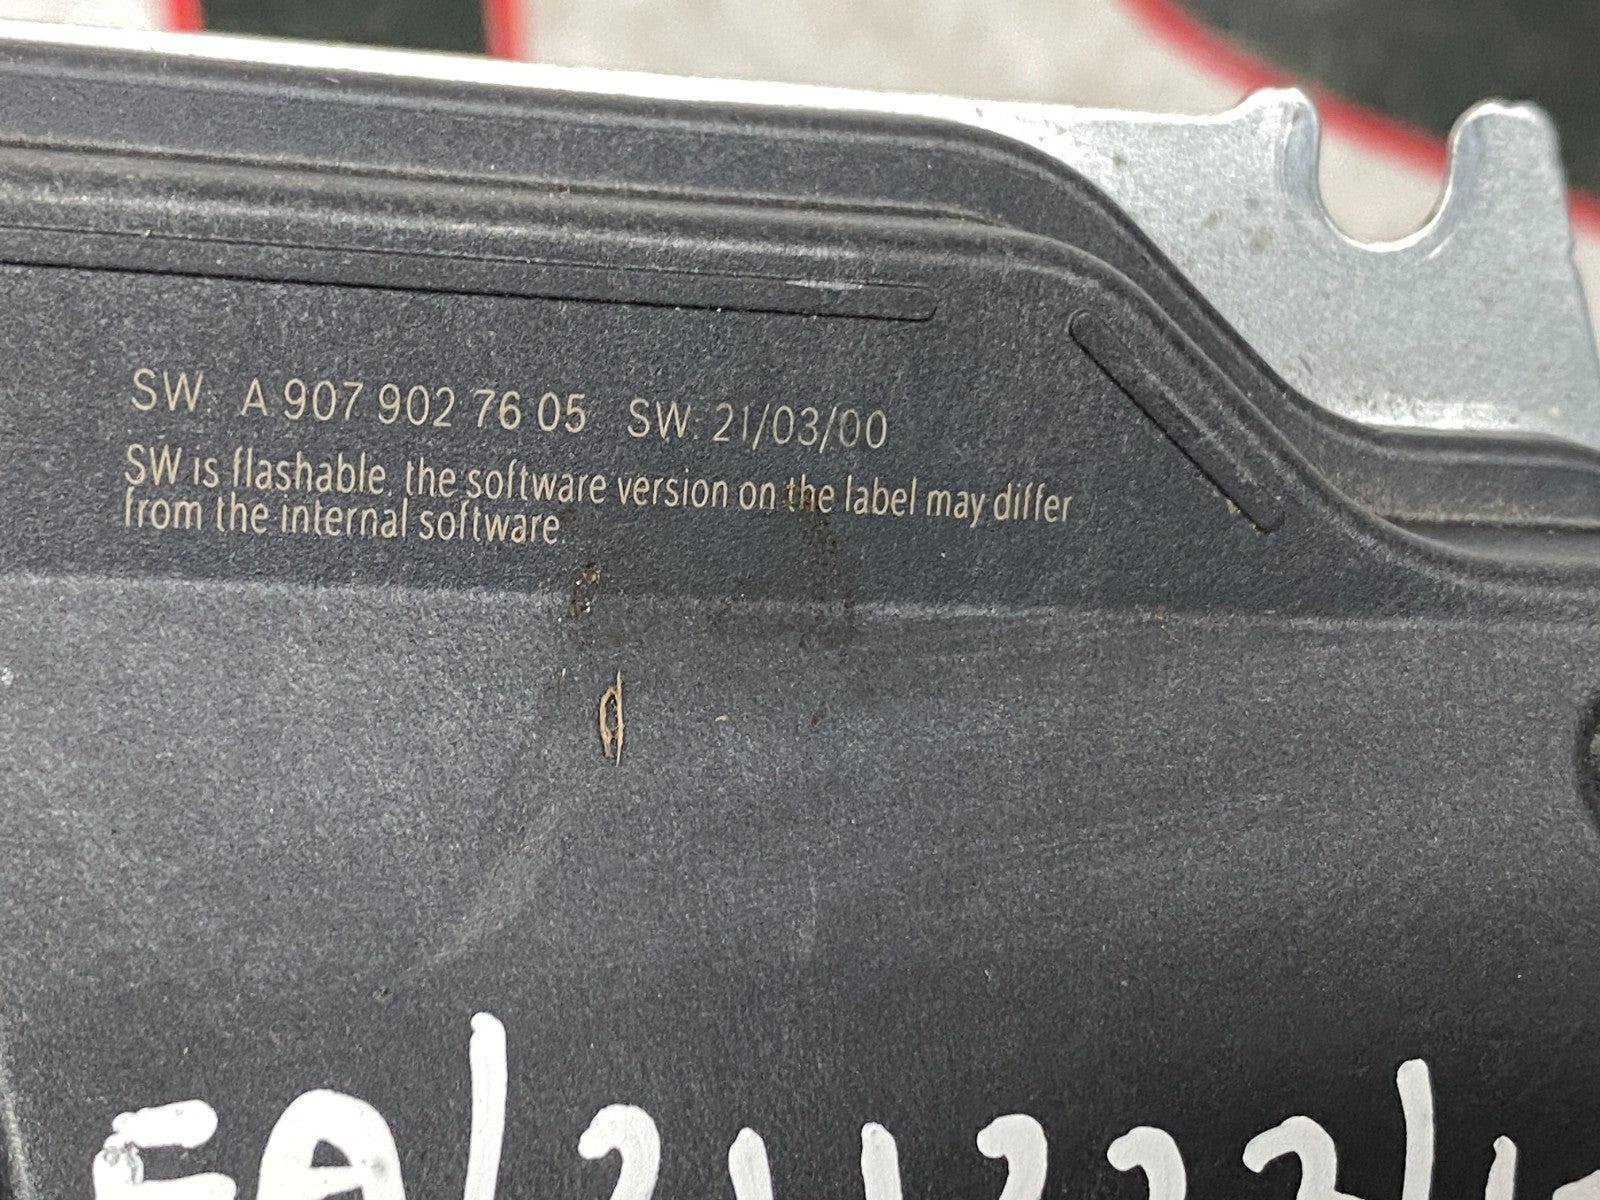 SW: A 907 902 76 05 SW: 21/03/00
SW is flashable, the software version on the label may differ
from the internal software.